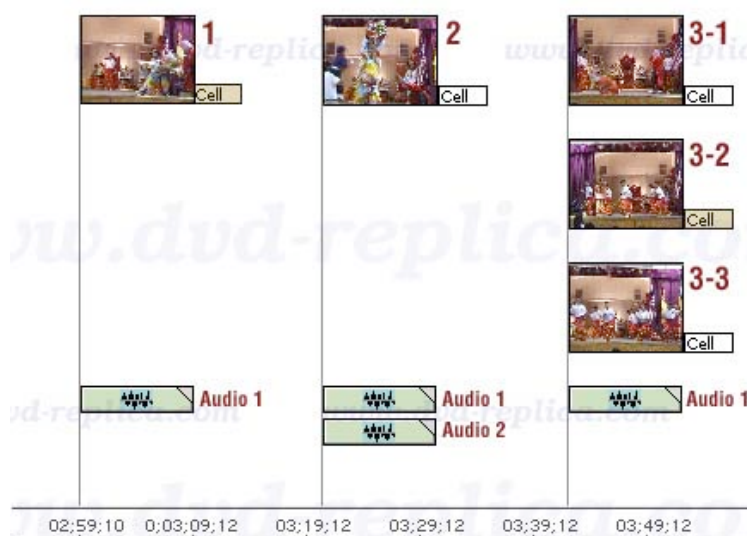 1
2
3-1
Cell
Cell
Cell
3-2
Cell
3-3
Cell
Audio 1
Audio 1
Audio 1
Audio 2
02;59;10 0;03;09;12 03;19;12 03;29;12 03;39;12 03;49;12
www.dvd-replica.com